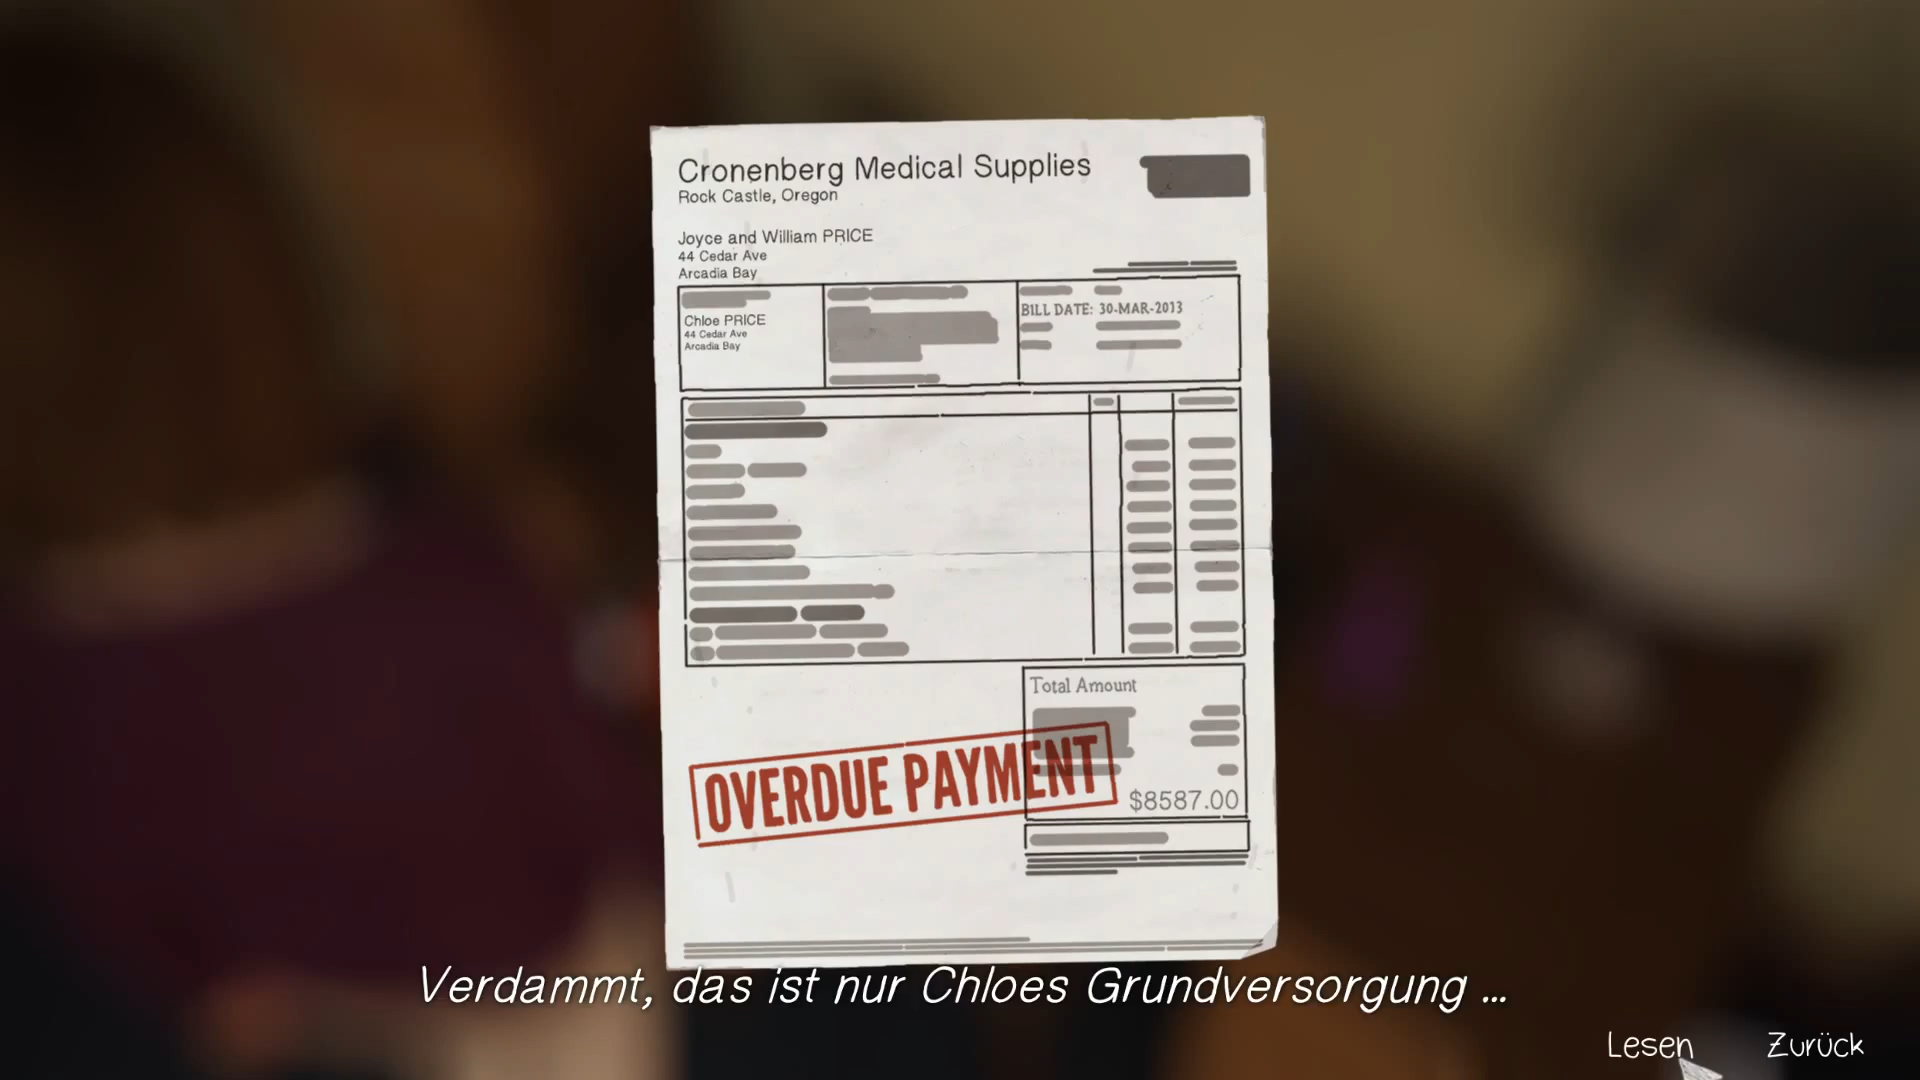 Cronenberg Medical Supplies
Rock Castle, Oregon
Joyce and William PRICE
44 Cedar Ave
Arcadia Bay
Chloe PRICE
44 Cedar Ave
Arcadia Bay
BILL DATE: 30-MAR-2013
Total Amount
OVERDUE PAYMENT
$8587.00
Verdammt, das ist nur Chloes Grundversorgung ...
Lesen
Zurück